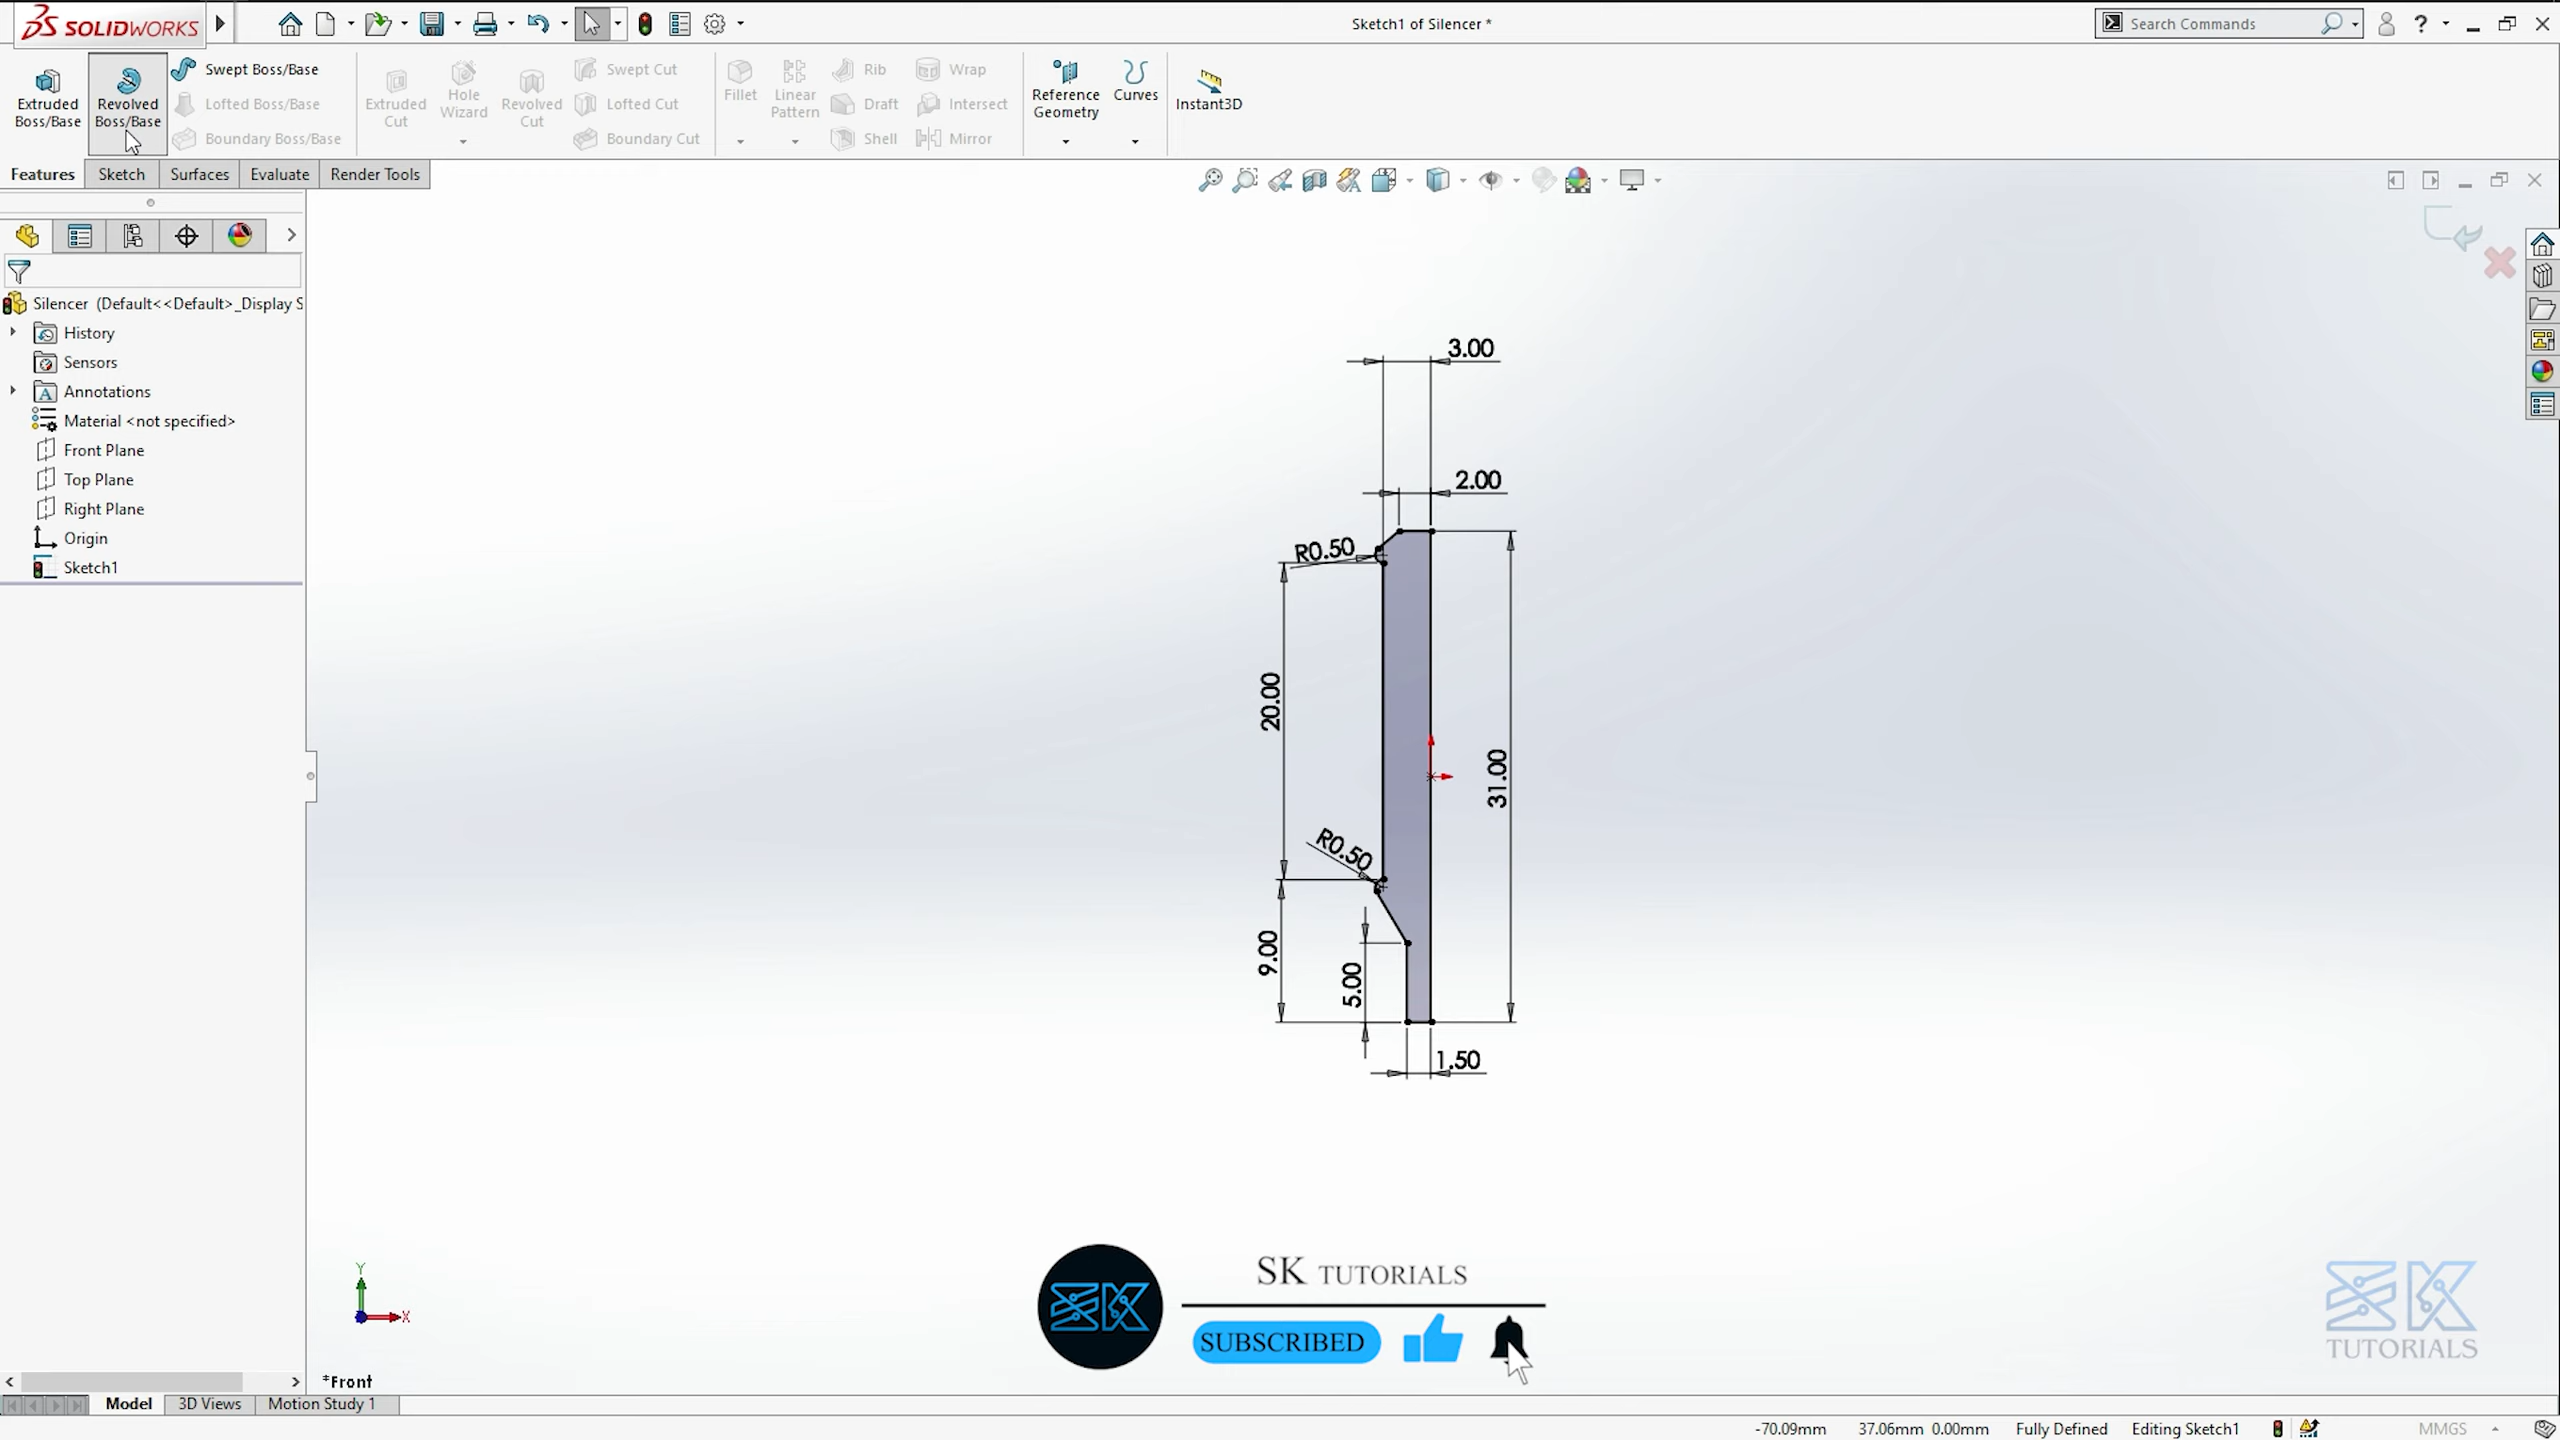 SOLIDWORKS
Sketch1 of Silencer *
Search Commands
?
Extruded
Boss/Base
Revolved
Boss/Base
Swept Boss/Base
Lofted Boss/Base
Boundary Boss/Base
Extruded
Cut
Hole
Wizard
Revolved
Cut
Swept Cut
Lofted Cut
Boundary Cut
Fillet
Linear
Pattern
Rib
Draft
Shell
Wrap
Intersect
Mirror
Reference
Geometry
Curves
Instant3D
Features
Sketch
Surfaces
Evaluate
Render Tools
Silencer (Default<<Default>_Display S
History
Sensors
Annotations
Material <not specified>
Front Plane
Top Plane
Right Plane
Origin
Sketch1
3.00
2.00
R0.50
20.00
31.00
R0.50
9.00
5.00
1.50
Y
X
SK TUTORIALS
SUBSCRIBED
SK
TUTORIALS
*Front
Model
3D Views
Motion Study 1
-70.09mm
37.06mm 0.00mm
Fully Defined
Editing Sketch1
MMGS